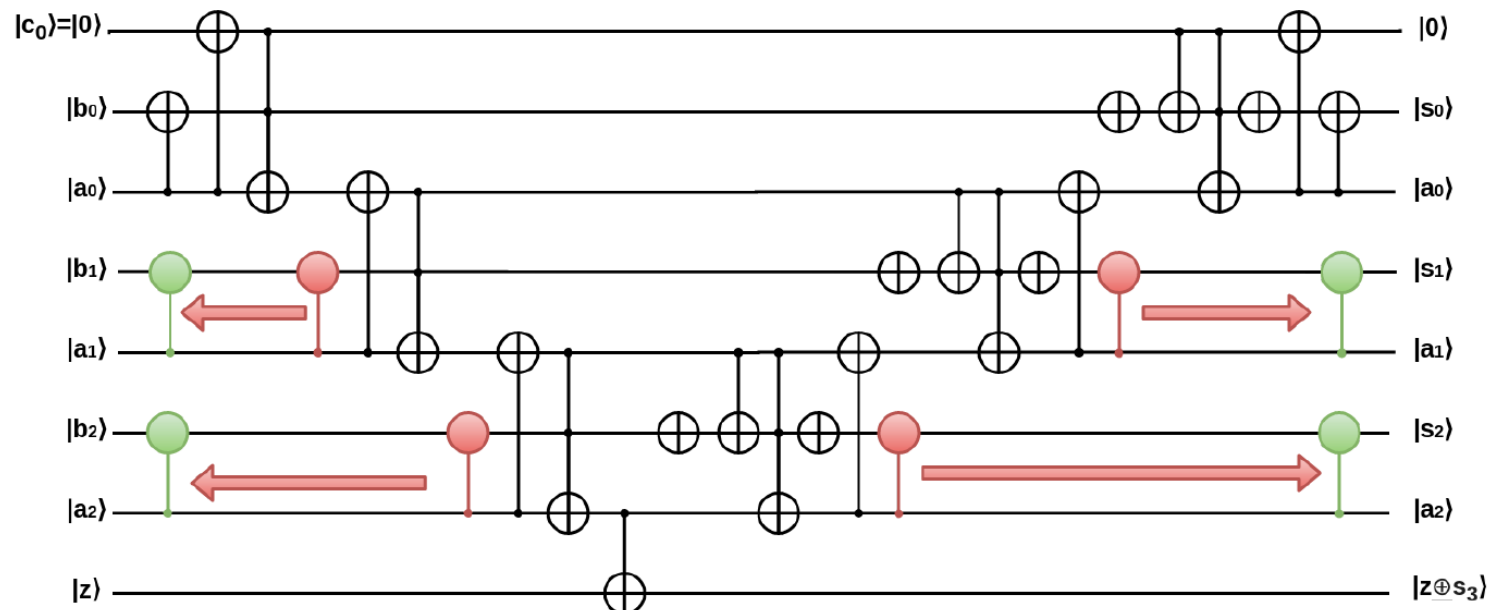 |c₀⟩=|0⟩ |0⟩
|b₀⟩ |s₀⟩
|a₀⟩ |a₀⟩
|b₁⟩ |s₁⟩
|a₁⟩ |a₁⟩
|b₂⟩ |s₂⟩
|a₂⟩ |a₂⟩
|z⟩ |z⊕s₃⟩